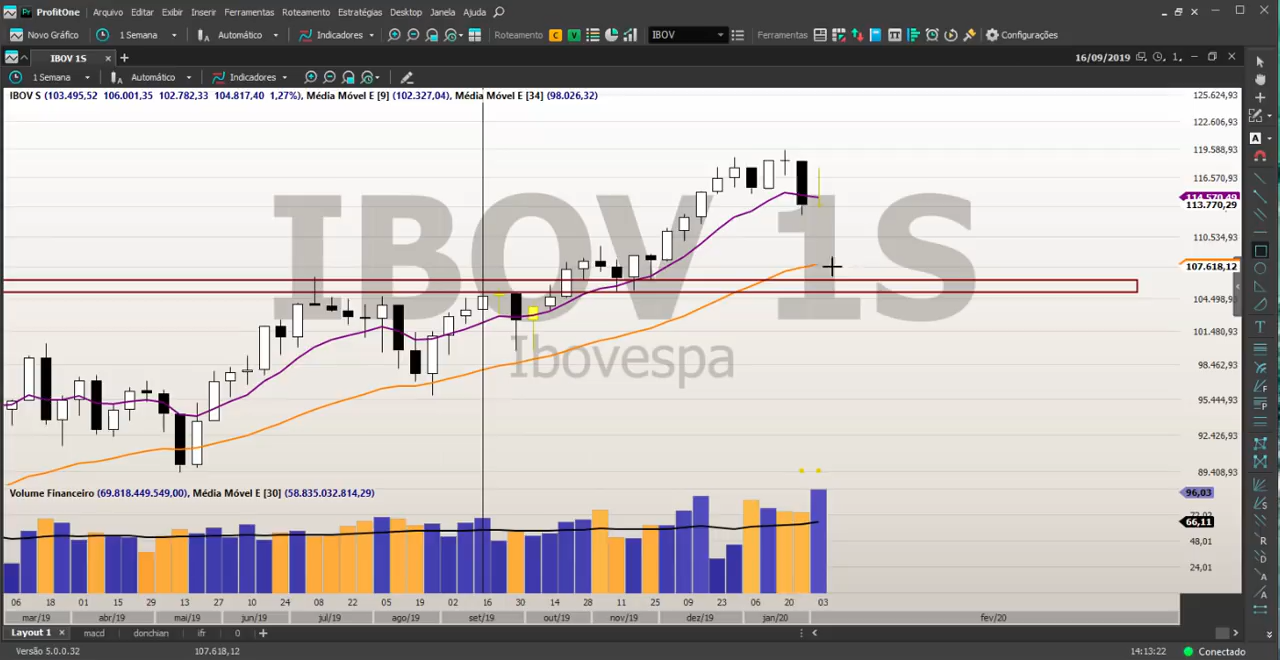 ProfitOne Arquivo Editar Exibir Inserir Ferramentas Roteamento Estratégias Desktop Janela Ajuda
Novo Gráfico 1 Semana Automático Indicadores Roteamento C V IBOV Ferramentas Configurações
IBOV S 16/09/2019
1 Semana Automático Indicadores
IBOV S (103.495,52 106.001,35 102.782,33 104.817,40 1,27%), Média Móvel E [9] (102.327,04), Média Móvel E [34] (98.026,32)
IBOV 1S
Ibovespa
125.624,93
122.606,93
119.588,93
116.570,93
113.770,29
110.534,93
107.618,12
104.498,93
101.480,93
98.462,93
95.444,93
92.426,93
89.408,93
Volume Financeiro (69.818.449.549,00), Média Móvel E [30] (58.835.032.814,29)
96,03
66,11
48,01
24,01
06 18 01 15 29 13 27 10 24 08 22 05 19 02 16 30 14 28 11 25 09 23 06 20 03
mar/19 abr/19 mai/19 jun/19 jul/19 ago/19 set/19 out/19 nov/19 dez/19 jan/20 fev/20
Layout 1 macd donchian ifr 0
Versão 5.0.0.32 107.618,12 14:13:22 Conectado